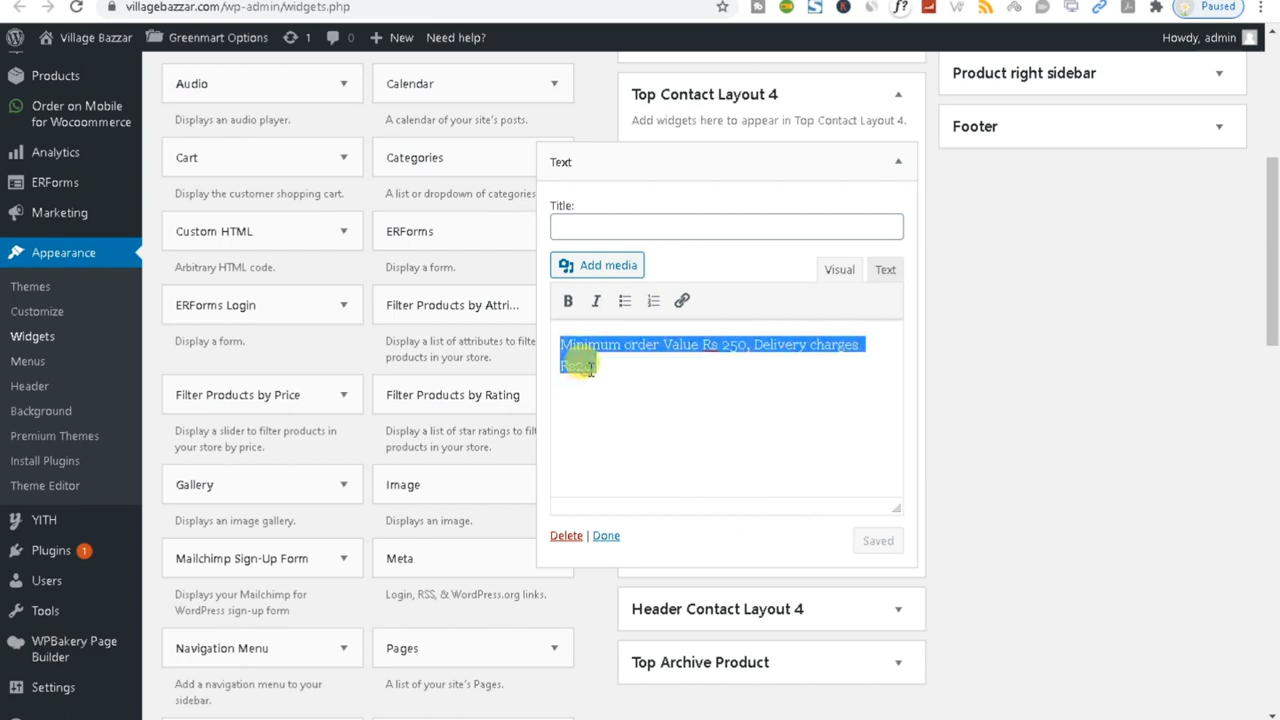 villagebazzar.com/wp-admin/widgets.php
Paused
Village Bazzar
Greenmart Options
1
0
New
Need help?
Howdy, admin
Products
Order on Mobile
for Wocoommerce
Analytics
ERForms
Marketing
Appearance
Themes
Customize
Widgets
Menus
Header
Background
Premium Themes
Install Plugins
Theme Editor
YITH
Plugins 1
Users
Tools
WPBakery Page
Builder
Settings
Audio
Displays an audio player.
Calendar
A calendar of your site's posts.
Cart
Display the customer shopping cart.
Categories
A list or dropdown of categories
Custom HTML
Arbitrary HTML code.
ERForms
Display a form.
ERForms Login
Display a form.
Filter Products by Attri...
Display a list of attributes to filter
products in your store.
Filter Products by Price
Display a slider to filter products in
your store by price.
Filter Products by Rating
Display a list of star ratings to filt
products in your store.
Gallery
Displays an image gallery.
Image
Displays an image.
Mailchimp Sign-Up Form
Displays your Mailchimp for
WordPress sign-up form
Meta
Login, RSS, & WordPress.org links.
Navigation Menu
Add a navigation menu to your
sidebar.
Pages
A list of your site's Pages.
Top Contact Layout 4
Add widgets here to appear in Top Contact Layout 4.
Text
Title:
Add media
Visual
Text
B I
Minimum order Value Rs 250, Delivery charges
Delete | Done
Saved
Header Contact Layout 4
Top Archive Product
Product right sidebar
Footer